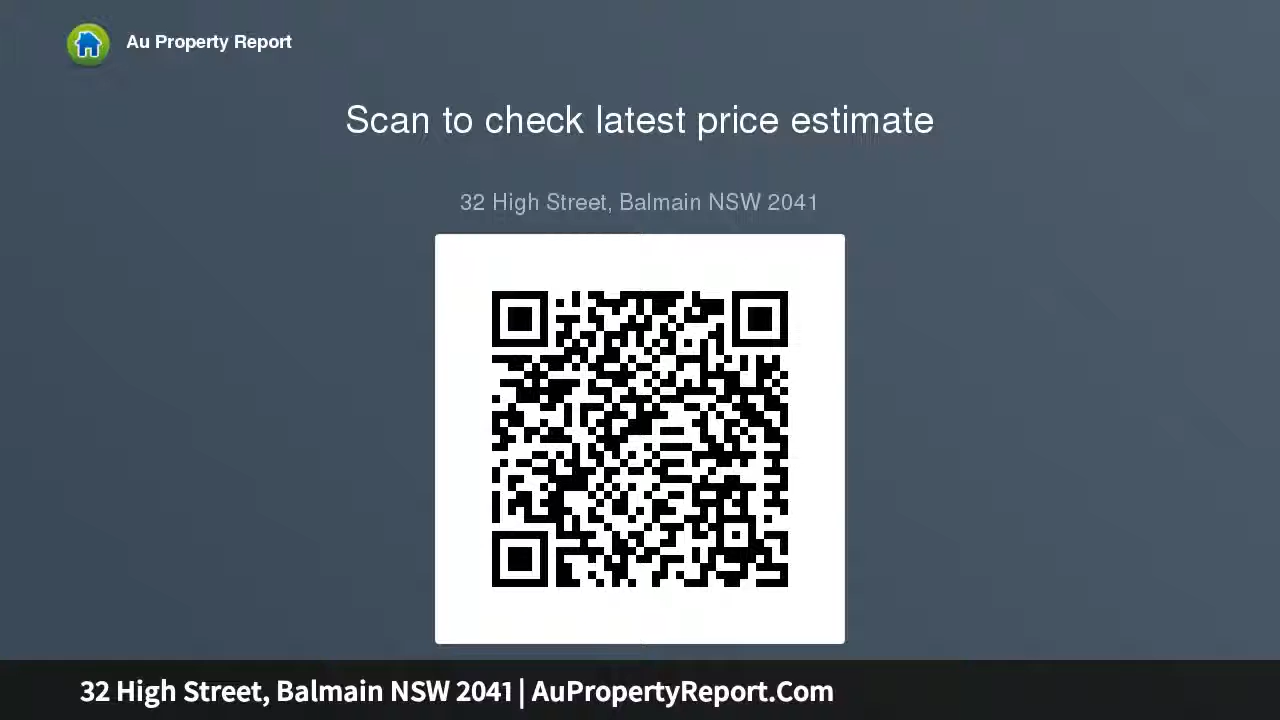 Au Property Report
Scan to check latest price estimate
32 High Street, Balmain NSW 2041
32 High Street, Balmain NSW 2041 | AuPropertyReport.Com